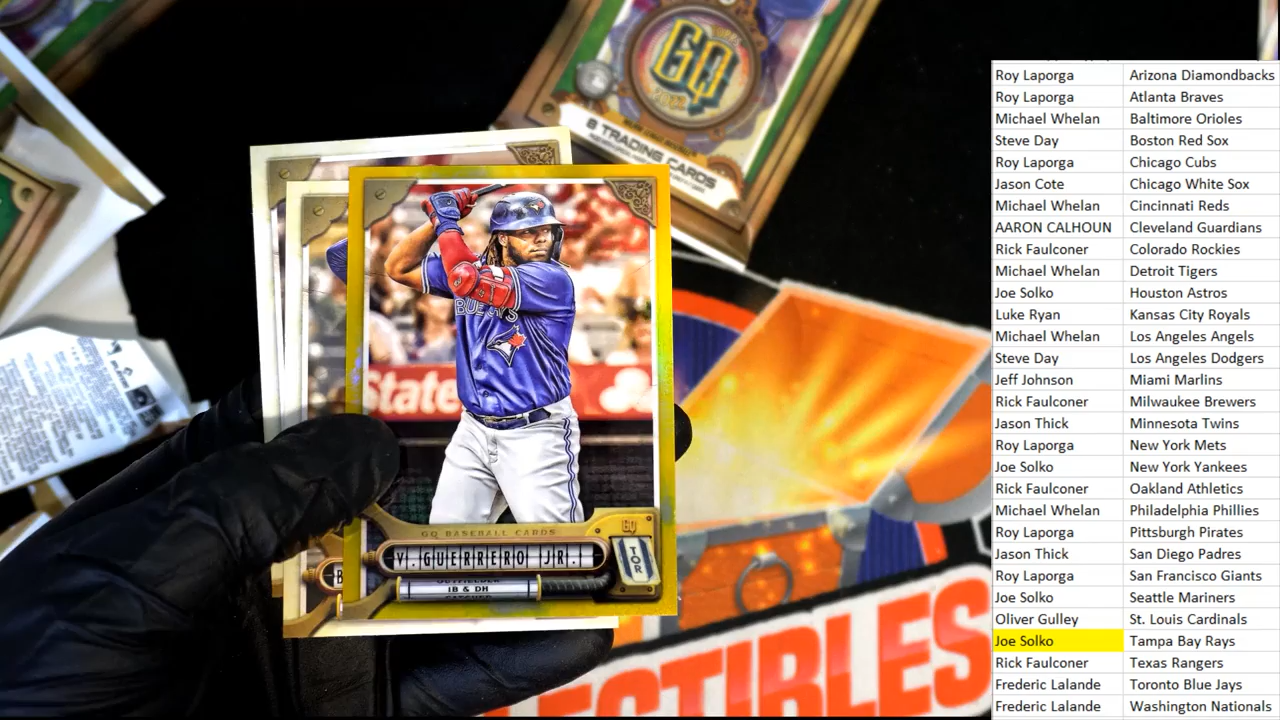 GQ
2022
8 TRADING CARDS
BLUE JAYS
State
GQ BASEBALL CARDS
GQ
V. GUERRERO JR.
TOR
1B & DH
B
ECTIBLES
Roy Laporga Arizona Diamondbacks
Roy Laporga Atlanta Braves
Michael Whelan Baltimore Orioles
Steve Day Boston Red Sox
Roy Laporga Chicago Cubs
Jason Cote Chicago White Sox
Michael Whelan Cincinnati Reds
AARON CALHOUN Cleveland Guardians
Rick Faulconer Colorado Rockies
Michael Whelan Detroit Tigers
Joe Solko Houston Astros
Luke Ryan Kansas City Royals
Michael Whelan Los Angeles Angels
Steve Day Los Angeles Dodgers
Jeff Johnson Miami Marlins
Rick Faulconer Milwaukee Brewers
Jason Thick Minnesota Twins
Roy Laporga New York Mets
Joe Solko New York Yankees
Rick Faulconer Oakland Athletics
Michael Whelan Philadelphia Phillies
Roy Laporga Pittsburgh Pirates
Jason Thick San Diego Padres
Roy Laporga San Francisco Giants
Joe Solko Seattle Mariners
Oliver Gulley St. Louis Cardinals
Joe Solko Tampa Bay Rays
Rick Faulconer Texas Rangers
Frederic Lalande Toronto Blue Jays
Frederic Lalande Washington Nationals